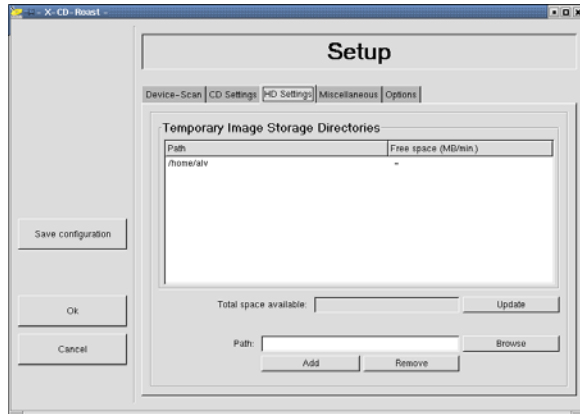 - X-CD-Roast -
Setup
Device-Scan CD Settings HD Settings Miscellaneous Options
Temporary Image Storage Directories
Path Free space (MB/min.)
/home/alv -
Save configuration
Total space available: Update
Ok
Path: Browse
Cancel
Add Remove